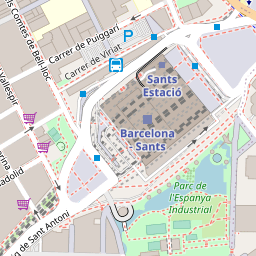 Carrer de Puiggarí
Comtes de Bell-lloc
Carrer de Viriat
P
Vallespir
Sants
Estació
Barcelona
- Sants
Parc de
l'Espanya
Industrial
de Sant Antoni